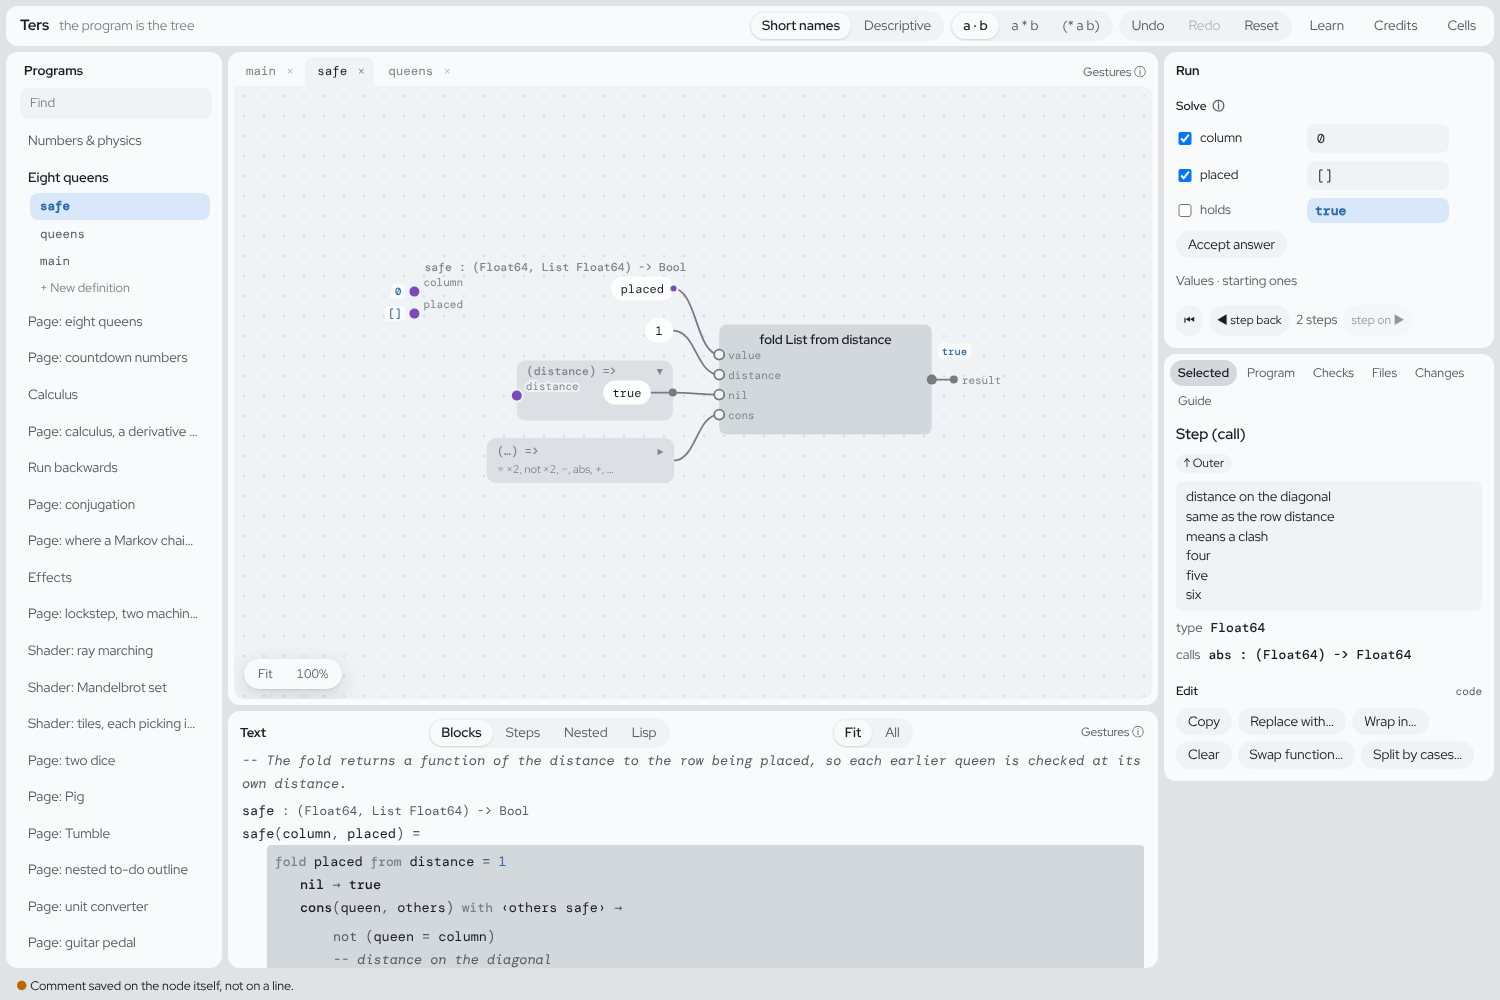 Ters the program is the tree
Short names Descriptive a · b a * b (* a b) Undo Redo Reset Learn Credits Cells
Programs
Find
Numbers & physics
Eight queens
safe
queens
main
+ New definition
Page: eight queens
Page: countdown numbers
Calculus
Page: calculus, a derivative ...
Run backwards
Page: conjugation
Page: where a Markov chai...
Effects
Page: lockstep, two machin...
Shader: ray marching
Shader: Mandelbrot set
Shader: tiles, each picking i...
Page: two dice
Page: Pig
Page: Tumble
Page: nested to-do outline
Page: unit converter
Page: guitar pedal
main × safe × queens × Gestures ⓘ
safe : (Float64, List Float64) -> Bool
0 column
[] placed
placed
1
(distance) => ▼
distance
true
(…) => ▶
= ×2, not ×2, −, abs, +, …
fold List from distance
value
distance
nil
cons
true
result
Fit 100%
Text Blocks Steps Nested Lisp Fit All Gestures ⓘ
-- The fold returns a function of the distance to the row being placed, so each earlier queen is checked at its
own distance.
safe : (Float64, List Float64) -> Bool
safe(column, placed) =
fold placed from distance = 1
nil → true
cons(queen, others) with ‹others safe› →
not (queen = column)
-- distance on the diagonal
Run
Solve ⓘ
column 0
placed []
holds true
Accept answer
Values · starting ones
⏮ ◀ step back 2 steps step on ▶
Selected Program Checks Files Changes
Guide
Step (call)
↑ Outer
distance on the diagonal
same as the row distance
means a clash
four
five
six
type Float64
calls abs : (Float64) -> Float64
Edit code
Copy Replace with... Wrap in...
Clear Swap function... Split by cases...
Comment saved on the node itself, not on a line.